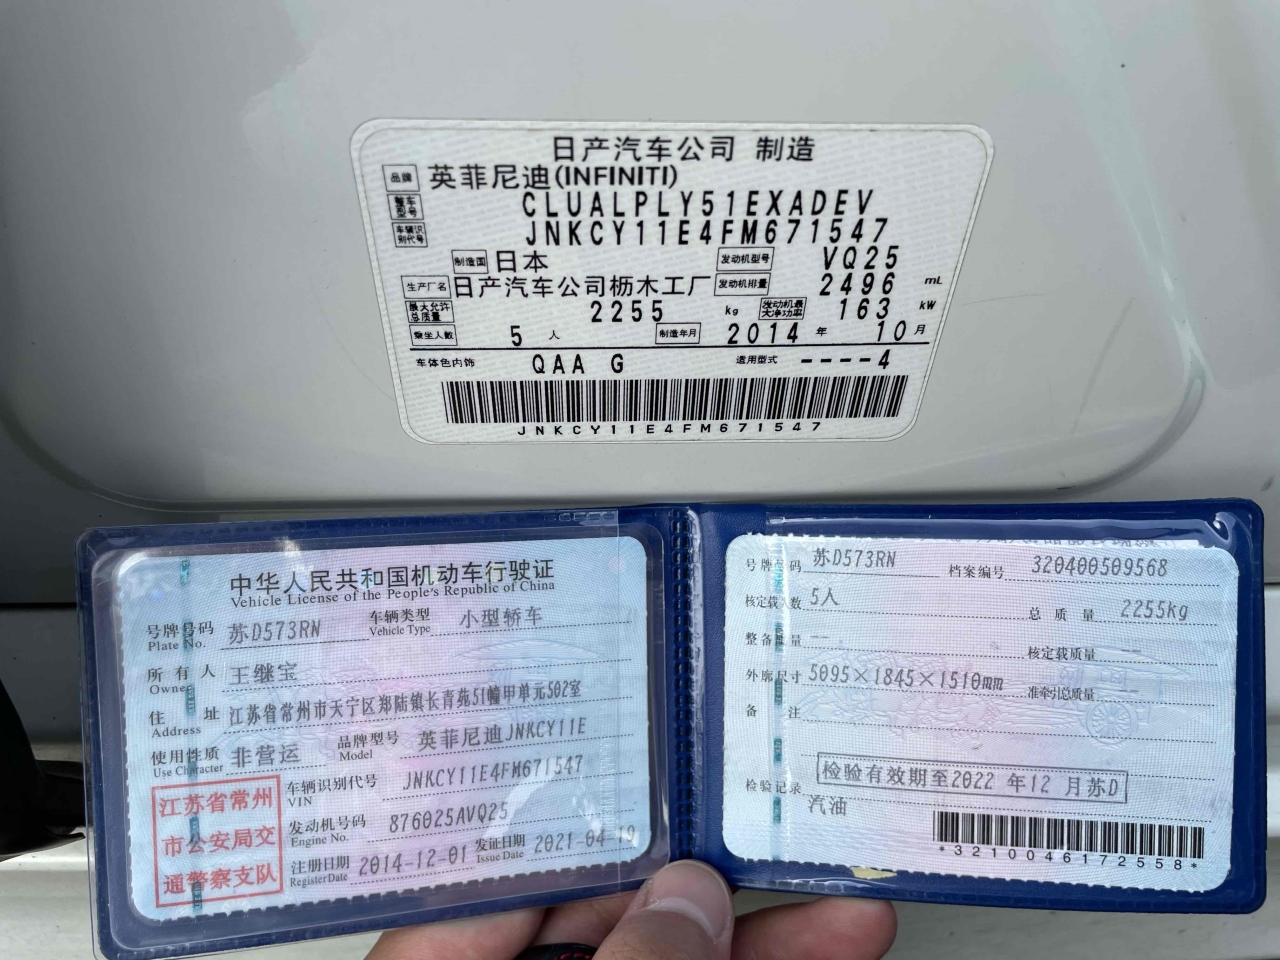 日产汽车公司 制造
品牌 英菲尼迪(INFINITI)
整车型号 CLUALPLY51EXADEV
车辆识别代号 JNKCY11E4FM671547
制造国 日本 发动机型号 VQ25
生产厂名 日产汽车公司枥木工厂 发动机排量 2496 mL
最大允许总质量 2255 kg 发动机最大净功率 163 kW
乘坐人数 5 人 制造年月 2014 年 10 月
车体色内饰 QAA G 适用型式 ----4
JNKCY11E4FM671547
中华人民共和国机动车行驶证
Vehicle License of the People's Republic of China
号牌号码 苏D573RN 车辆类型 小型轿车
Plate No. Vehicle Type
所有人 王继宝
Owner
住址 江苏省常州市天宁区郑陆镇长青苑51幢甲单元502室
Address
使用性质 非营运 品牌型号 英菲尼迪JNKCY11E
Use Character Model
江苏省常州市公安局交通警察支队
车辆识别代号 JNKCY11E4FM671547
VIN
发动机号码 876025AVQ25
Engine No.
注册日期 2014-12-01 发证日期 2021-04-19
Register Date Issue Date
号牌号码 苏D573RN 档案编号 320400509568
核定载人数 5人 总质量 2255kg
整备质量 -- 核定载质量 --
外廓尺寸 5095×1845×1510mm 准牵引总质量 --
备注
检验记录 检验有效期至2022 年12 月苏D
汽油
*3210046172558*